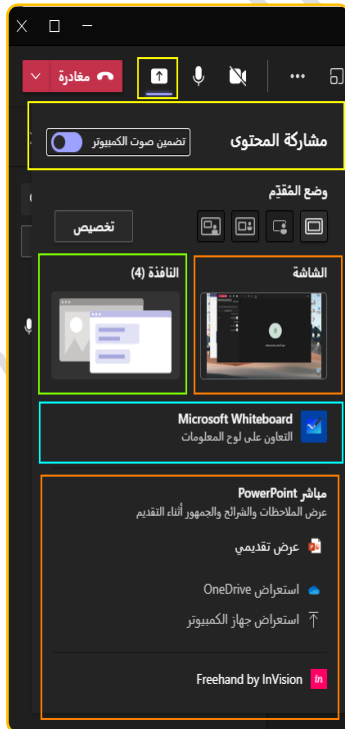 مغادرة
مشاركة المحتوى
تضمين صوت الكمبيوتر
وضع المُقدِّم
تخصيص
الشاشة
النافذة (4)
Microsoft Whiteboard
التعاون على لوح المعلومات
مباشر PowerPoint
عرض الملاحظات والشرائح والجمهور أثناء التقديم
عرض تقديمي
استعراض OneDrive
استعراض جهاز الكمبيوتر
Freehand by InVision